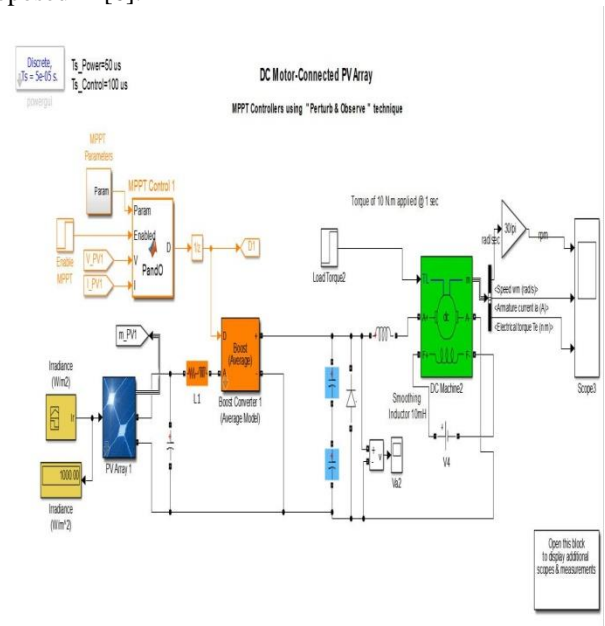 Discrete,
Ts = 5e-05 s.
powergui
Ts_Power=50 us
Ts_Control=100 us
DC Motor-Connected PV Array
MPPT Controllers using "Perturb & Observe" technique
MPPT
Parameters
Param
MPPT Control 1
Param
Enabled
V
I
D
PandO
Enable
MPPT
V_PV1
I_PV1
1/z
D1
Torque of 10 N.m applied @ 1 sec
Load Torque2
TL
m
A+
A-
F+
F-
dc
DC Machine2
30/pi
rad/sec
rpm
<Speed wm (rad/s)>
<Armature current ia (A)>
<Electrical torque Te (n m)>
Scope3
m_PV1
Irradiance
(W/m2)
Ir
PV Array 1
1000.00
Irradiance
(W/m^2)
L1
D
A
+
-
Boost
(Average)
Boost Converter 1
(Average Model)
Smoothing
Inductor 10mH
V4
+
-
v
Va2
Open this block
to display additional
scopes & measurements